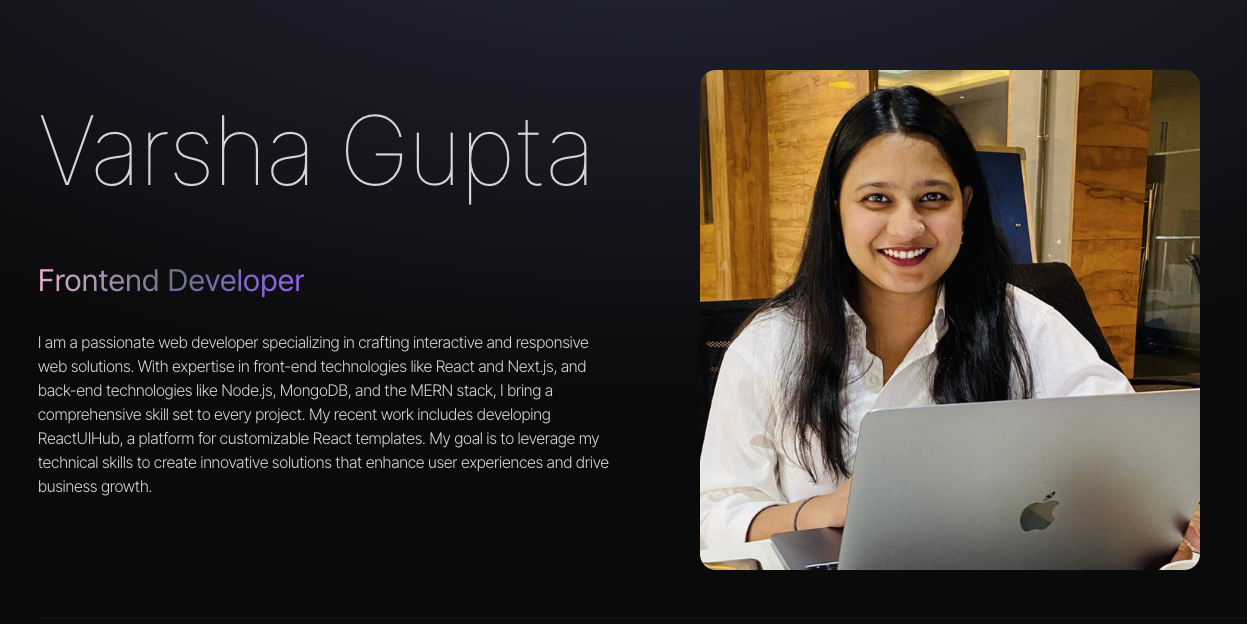 Varsha Gupta
Frontend Developer
I am a passionate web developer specializing in crafting interactive and responsive
web solutions. With expertise in front-end technologies like React and Next.js, and
back-end technologies like Node.js, MongoDB, and the MERN stack, I bring a
comprehensive skill set to every project. My recent work includes developing
ReactUIHub, a platform for customizable React templates. My goal is to leverage my
technical skills to create innovative solutions that enhance user experiences and drive
business growth.